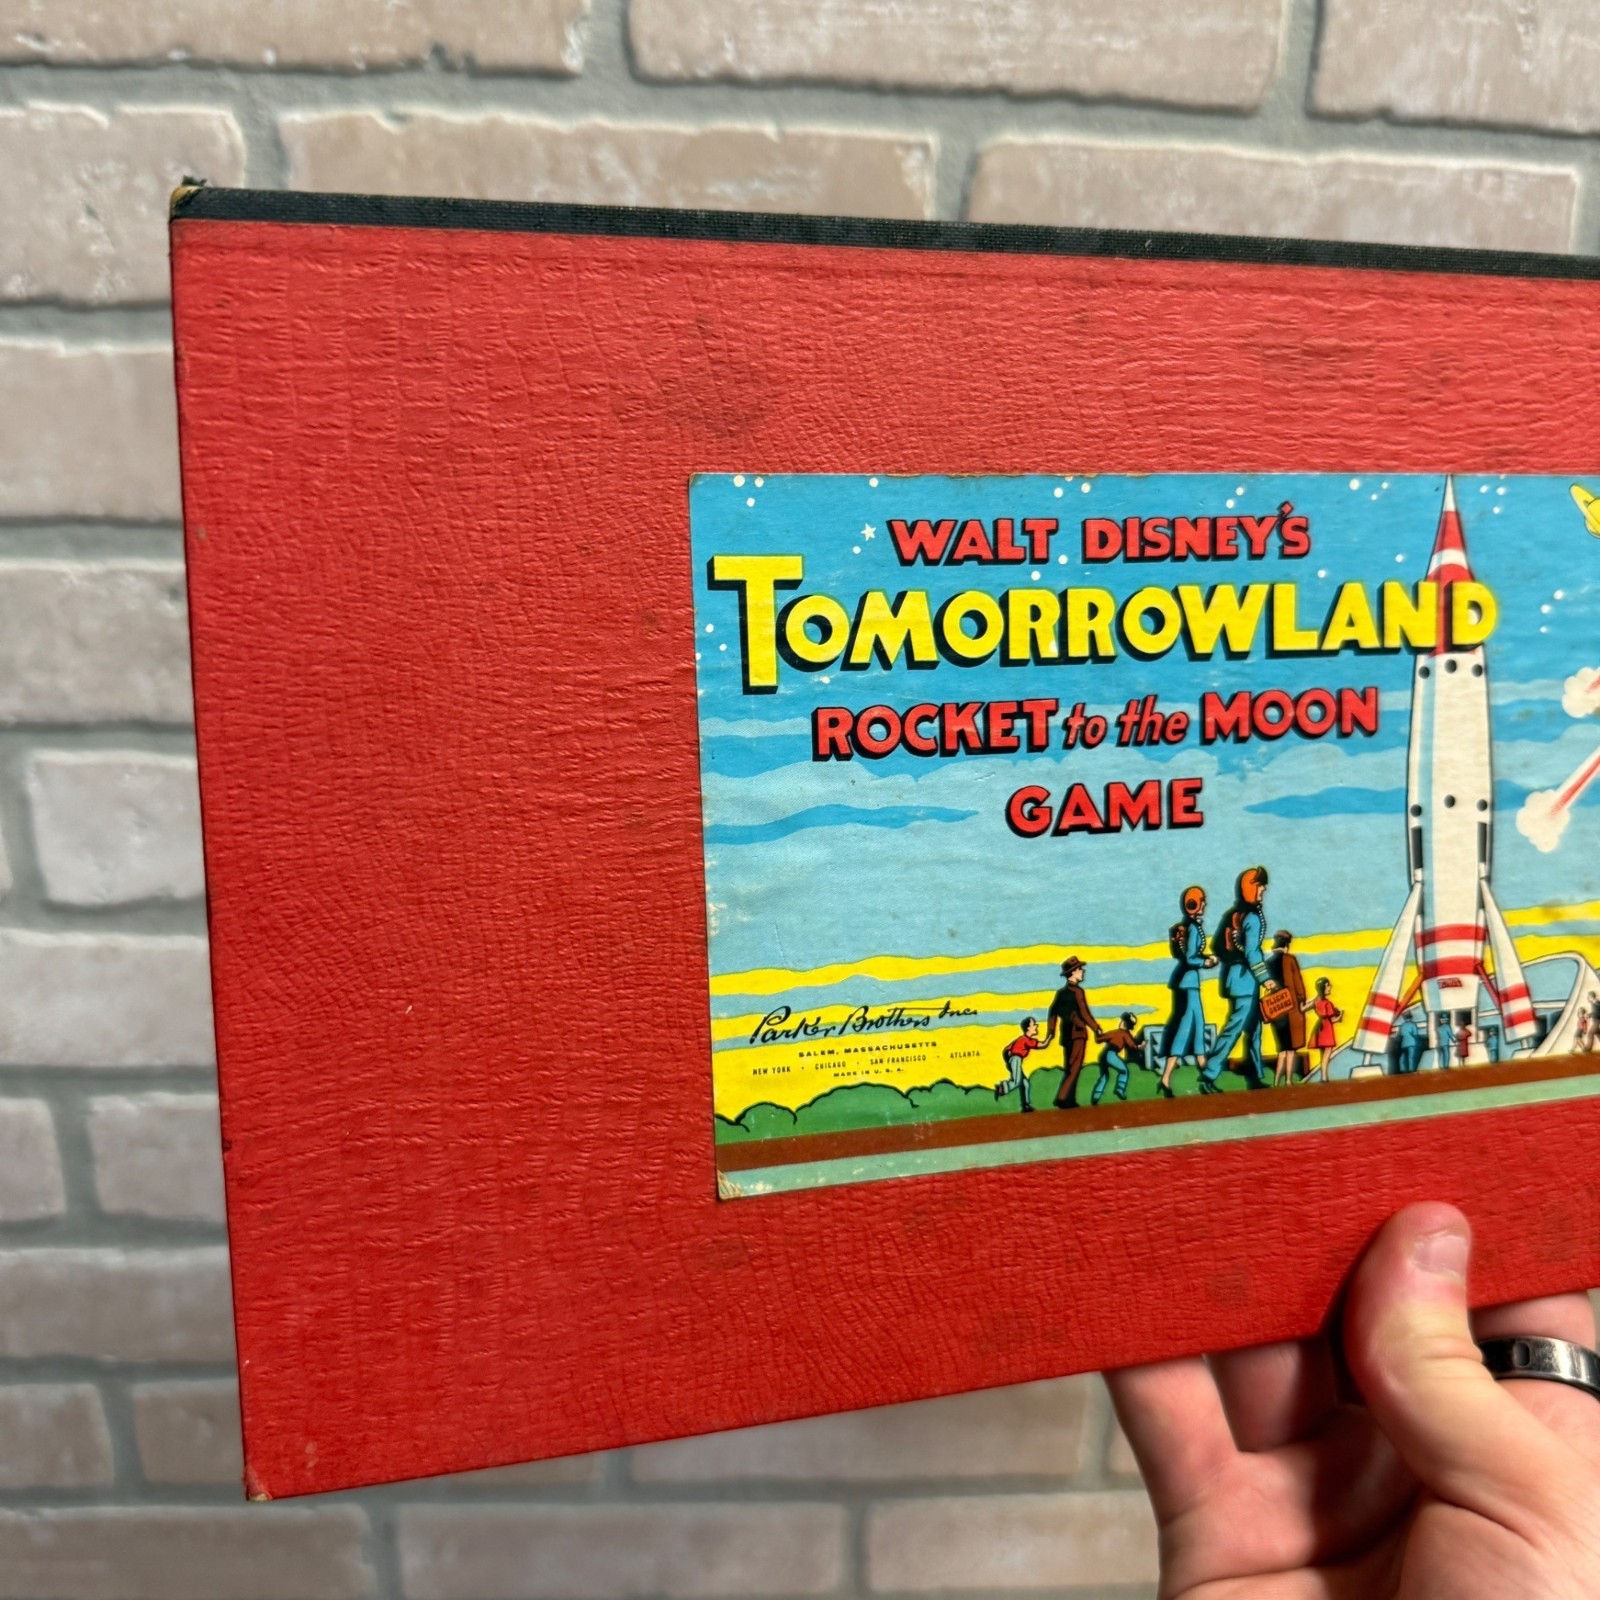 WALT DISNEY'S
TOMORROWLAND
ROCKET to the MOON
GAME
Parker Brothers Inc.
SALEM, MASSACHUSETTS
NEW YORK • CHICAGO • SAN FRANCISCO • ATLANTA
MADE IN U. S. A.
FLIGHT